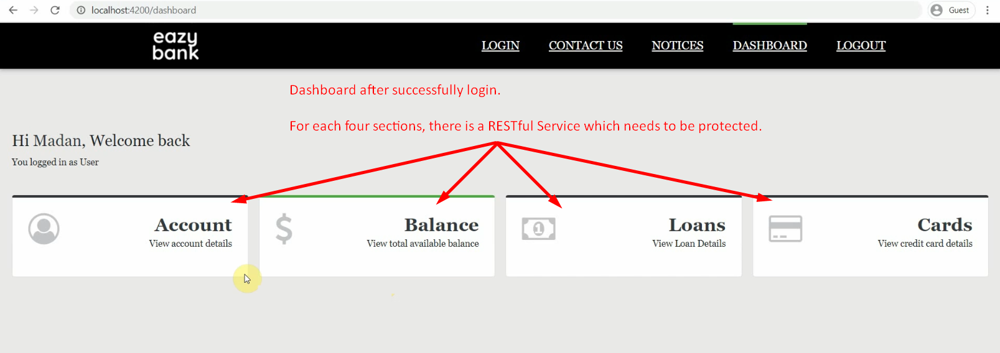 localhost:4200/dashboard
Guest
eazy
bank
LOGIN CONTACT US NOTICES DASHBOARD LOGOUT
Dashboard after successfully login.
For each four sections, there is a RESTful Service which needs to be protected.
Hi Madan, Welcome back
You logged in as User
Account
View account details
$
Balance
View total available balance
1
Loans
View Loan Details
Cards
View credit card details